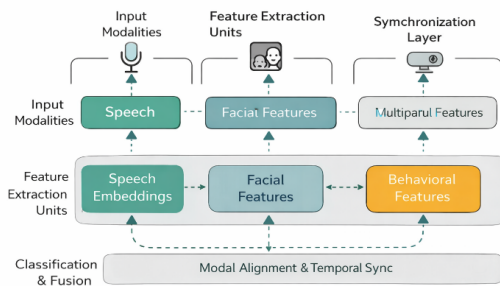 Input
Modalities
Feature Extraction
Units
Symchronization
Layer
Input
Modalities
Speech
Facial Features
Multiparul Features
Feature
Extraction
Units
Speech
Embeddings
Facial
Features
Behavioral
Features
Classification
& Fusion
Modal Alignment & Temporal Sync